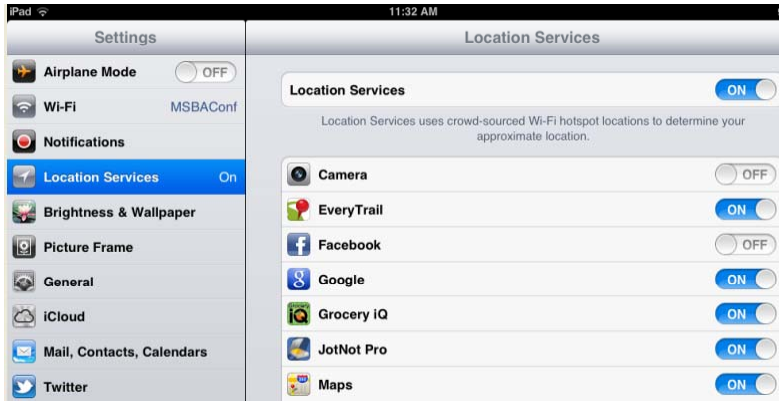 iPad 11:32 AM
Settings
Airplane Mode OFF
Wi-Fi MSBAConf
Notifications
Location Services On
Brightness & Wallpaper
Picture Frame
General
iCloud
Mail, Contacts, Calendars
Twitter
Location Services
Location Services ON
Location Services uses crowd-sourced Wi-Fi hotspot locations to determine your
approximate location.
Camera OFF
EveryTrail ON
Facebook OFF
Google ON
Grocery iQ ON
JotNot Pro ON
Maps ON